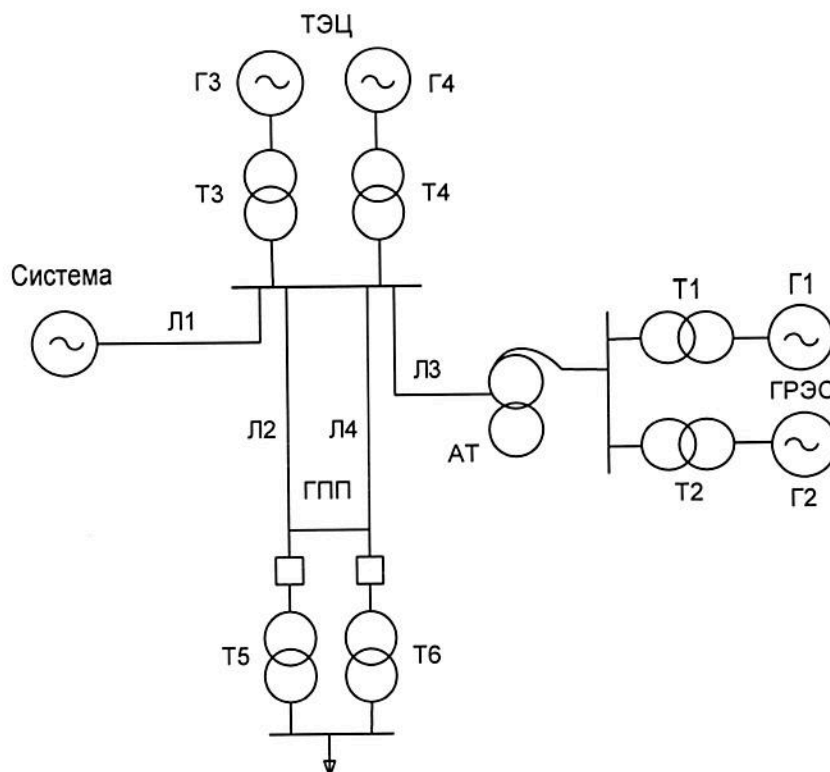 ТЭЦ
Г3
Г4
Т3
Т4
Система
Л1
Т1
Г1
Л3
ГРЭС
Л2
Л4
АТ
Т2
Г2
ГПП
Т5
Т6